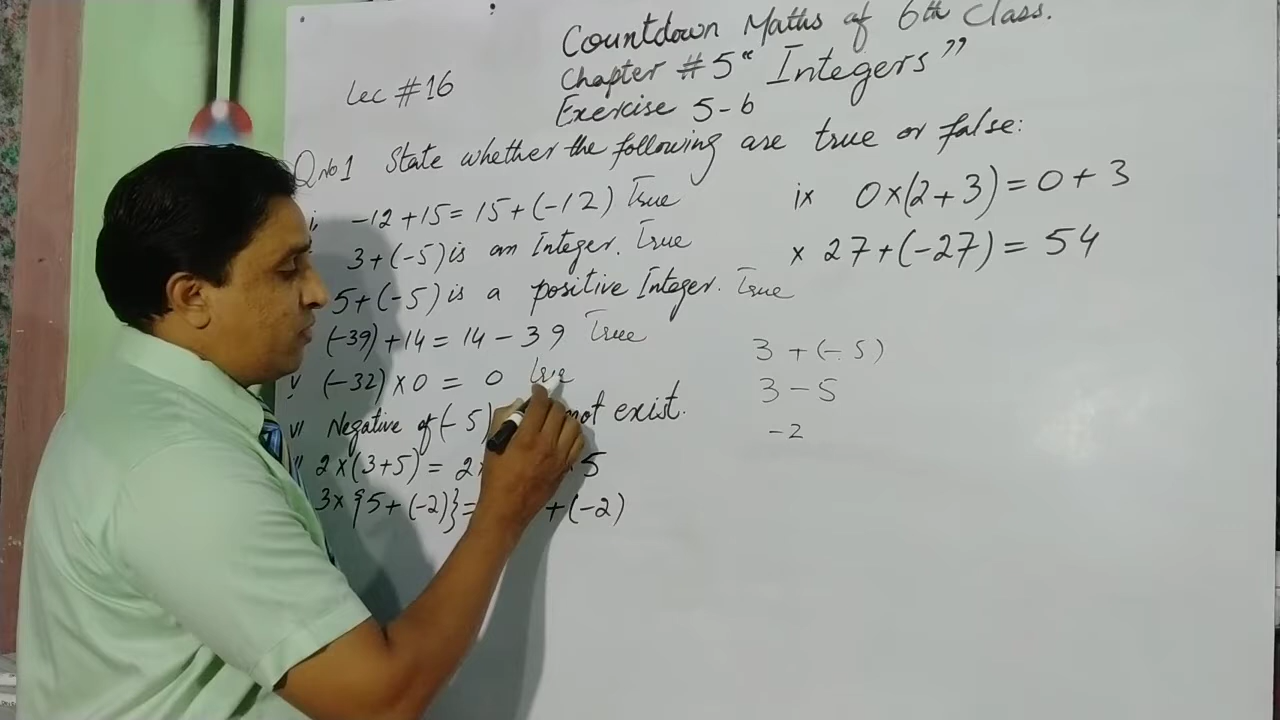 Countdown Maths of 6th Class.
Lec #16
Chapter #5 "Integers"
Exercise 5-b
Q no 1 State whether the following are true or false:
i, -12+15 = 15+(-12) True
3+(-5) is an Integer. True
5+(-5) is a positive Integer. True
(-39)+14 = 14-39 True
v (-32)×0 = 0 True
vi Negative of (-5) not exist.
2×(3+5) = 2× ×5
3×{5+(-2)}= +(-2)
ix 0×(2+3) = 0+3
x 27+(-27) = 54
3+(-5)
3-5
-2